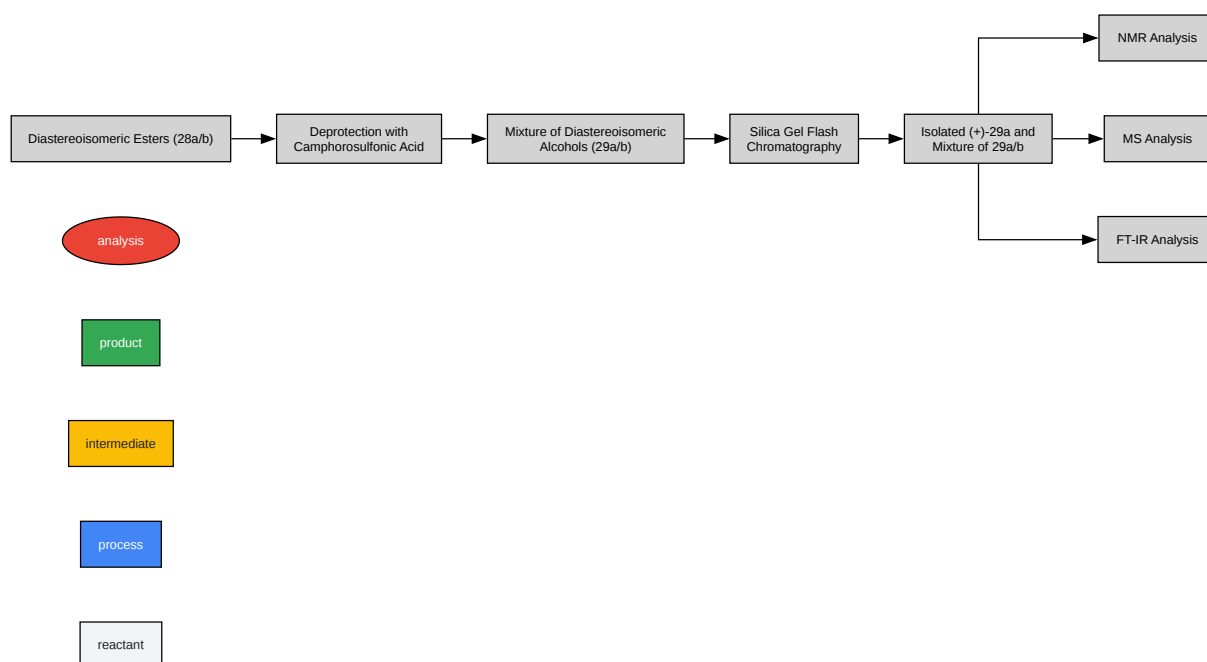 NMR Analysis
Diastereoisomeric Esters (28a/b)
Deprotection with
Camphorosulfonic Acid
Mixture of Diastereoisomeric
Alcohols (29a/b)
Silica Gel Flash
Chromatography
Isolated (+)-29a and
Mixture of 29a/b
MS Analysis
FT-IR Analysis
analysis
product
intermediate
process
reactant